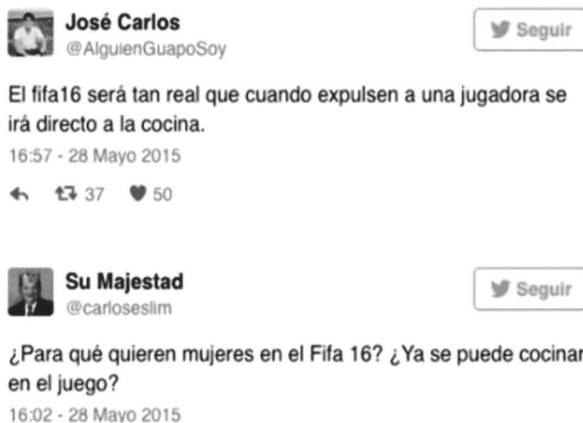 José Carlos
@AlguienGuapoSoy
Seguir
El fifa16 será tan real que cuando expulsen a una jugadora se
irá directo a la cocina.
16:57 - 28 Mayo 2015
37 50
Su Majestad
@carloseslim
Seguir
¿Para qué quieren mujeres en el Fifa 16? ¿Ya se puede cocinar
en el juego?
16:02 - 28 Mayo 2015